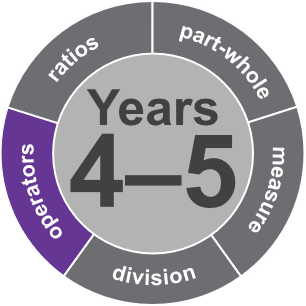 ratios
part-whole
Years
4–5
operators
measure
division